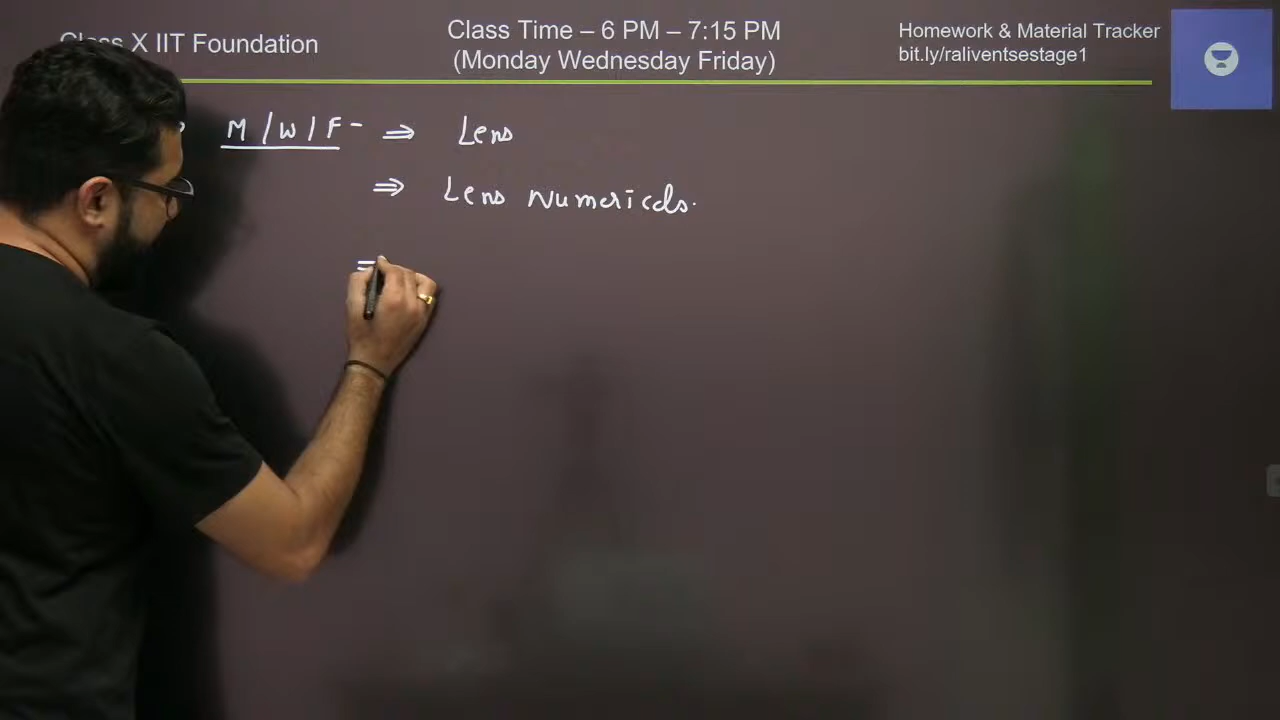 Class X IIT Foundation
Class Time – 6 PM – 7:15 PM
(Monday Wednesday Friday)
Homework & Material Tracker
bit.ly/raliventsestage1
M / W / F - ⇒ Lens
⇒ Lens Numericals.